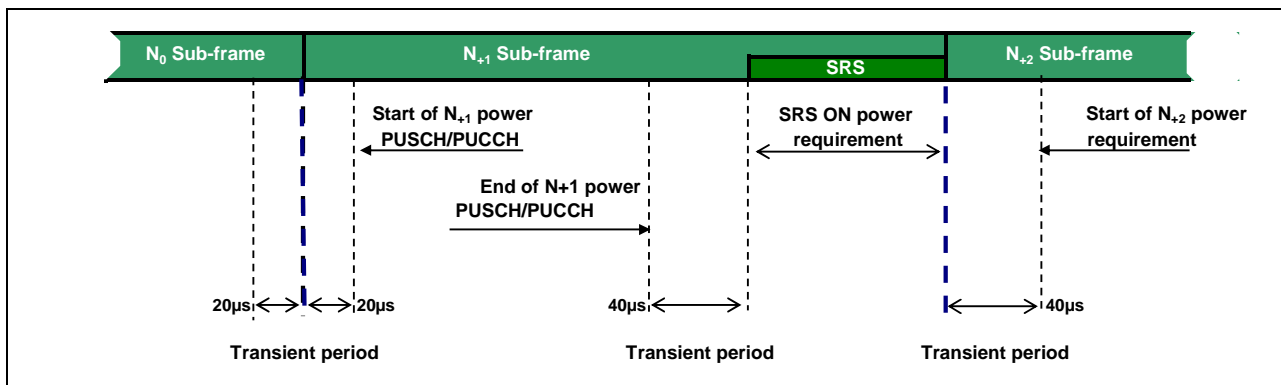 N0 Sub-frame
N+1 Sub-frame
SRS
N+2 Sub-frame
Start of N+1 power
PUSCH/PUCCH
SRS ON power
requirement
Start of N+2 power
requirement
End of N+1 power
PUSCH/PUCCH
20µs
20µs
40µs
40µs
Transient period
Transient period
Transient period